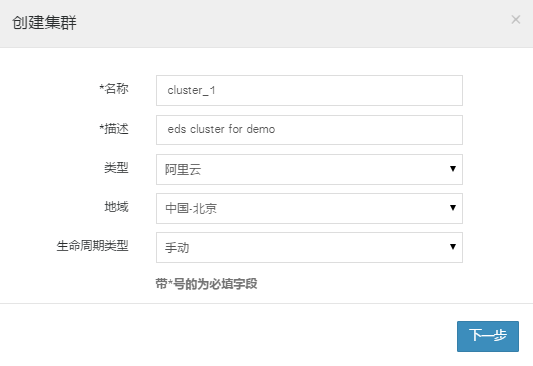 创建集群
×
*名称 cluster_1
*描述 eds cluster for demo
类型 阿里云
地域 中国-北京
生命周期类型 手动
带*号的为必填字段
下一步